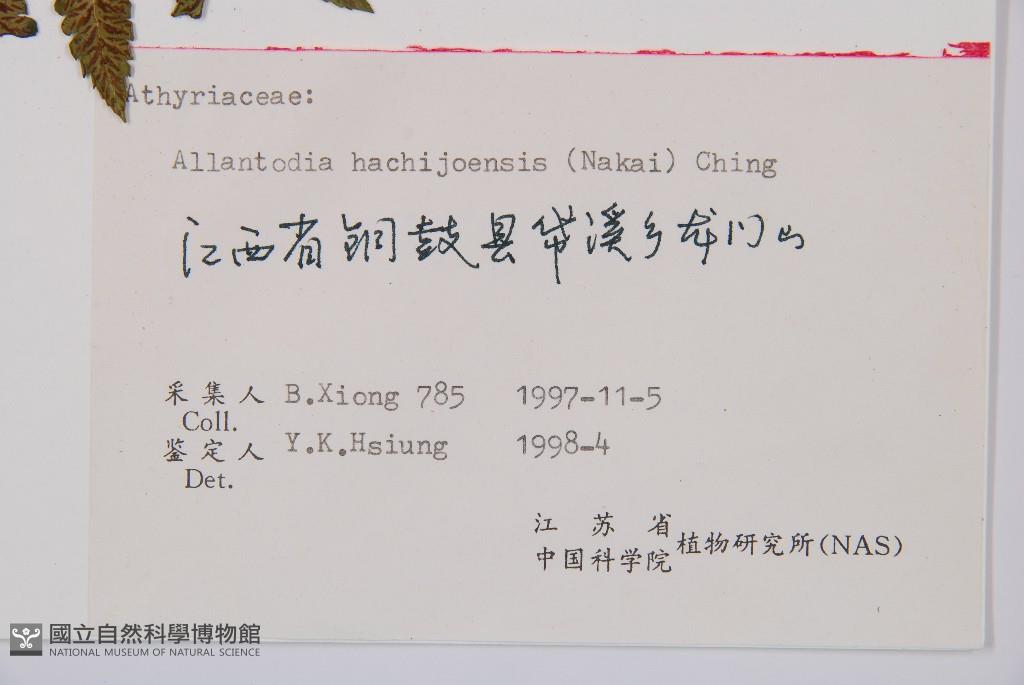 Athyriaceae:
Allantodia hachijoensis (Nakai) Ching
江西省铜鼓县带溪乡龙门山
采集人 B.Xiong 785 1997-11-5
Coll.
鉴定人 Y.K.Hsiung 1998-4
Det.
江苏省
中国科学院
植物研究所(NAS)
國立自然科學博物館
NATIONAL MUSEUM OF NATURAL SCIENCE